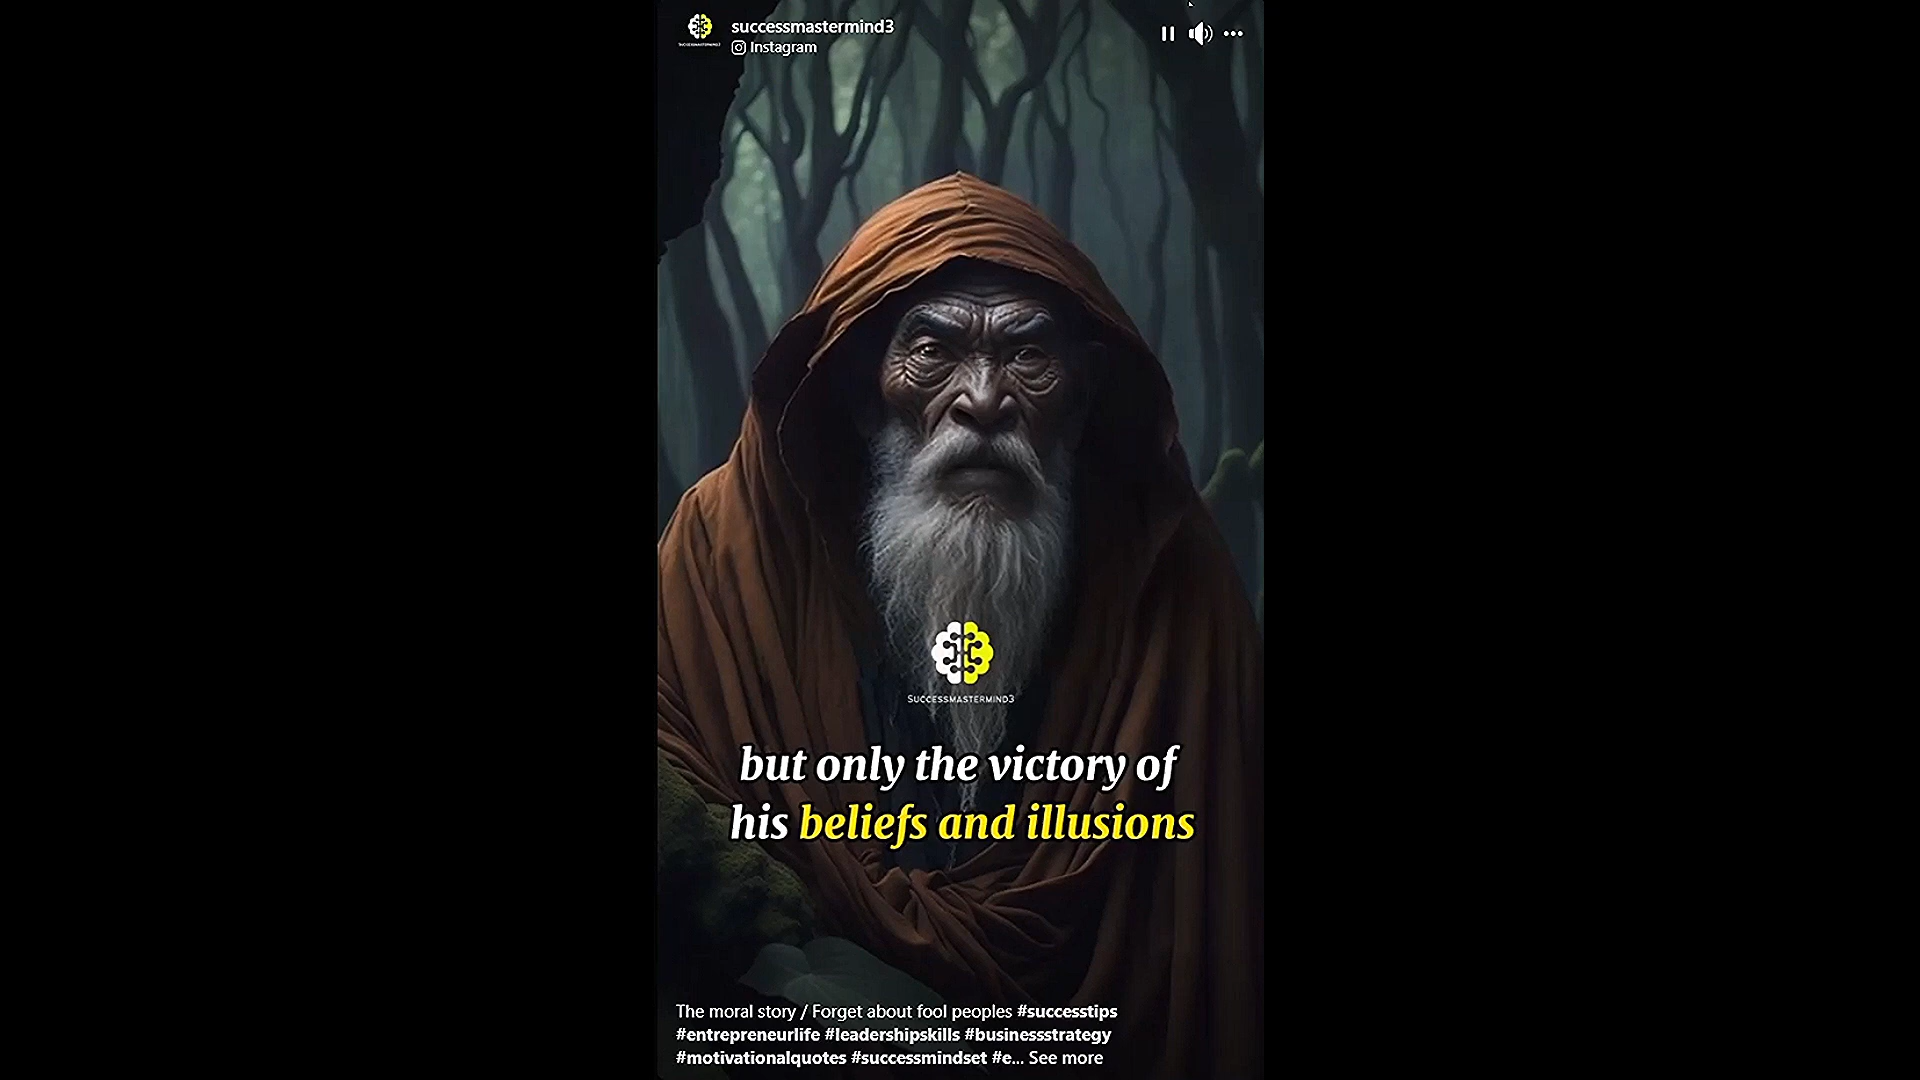 successmastermind3
Instagram
SUCCESSMASTERMIND3
SUCCESSMASTERMIND3
but only the victory of
his beliefs and illusions
The moral story / Forget about fool peoples #successtips
#entrepreneurlife #leadershipskills #businessstrategy
#motivationalquotes #successmindset #e... See more